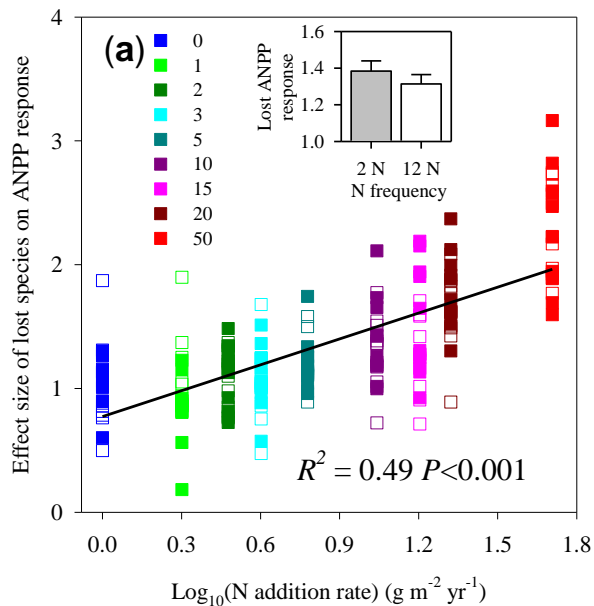 (a)
0
1
2
3
5
10
15
20
50
Lost ANPP
response
1.6
1.4
1.2
1.0
2 N 12 N
N frequency
Effect size of lost species on ANPP response
4
3
2
1
0
R² = 0.49 P<0.001
0.0 0.3 0.6 0.9 1.2 1.5 1.8
Log₁₀(N addition rate) (g m⁻² yr⁻¹)